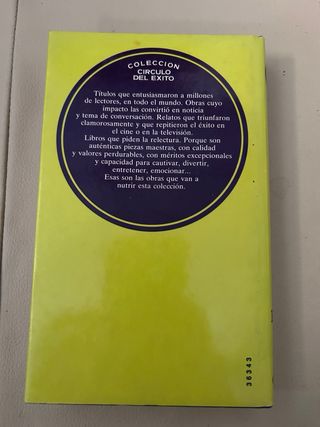 COLECCION
CIRCULO
DEL EXITO
Títulos que entusiasmaron a millones
de lectores, en todo el mundo. Obras cuyo
impacto las convirtió en noticia
y tema de conversación. Relatos que triunfaron
clamorosamente y que repitieron el éxito en
el cine o en la televisión.
Libros que piden la relectura. Porque son
auténticas piezas maestras, con calidad
y valores perdurables, con méritos excepcionales
y capacidad para cautivar, divertir,
entretener, emocionar...
Esas son las obras que van a
nutrir esta colección.
36343